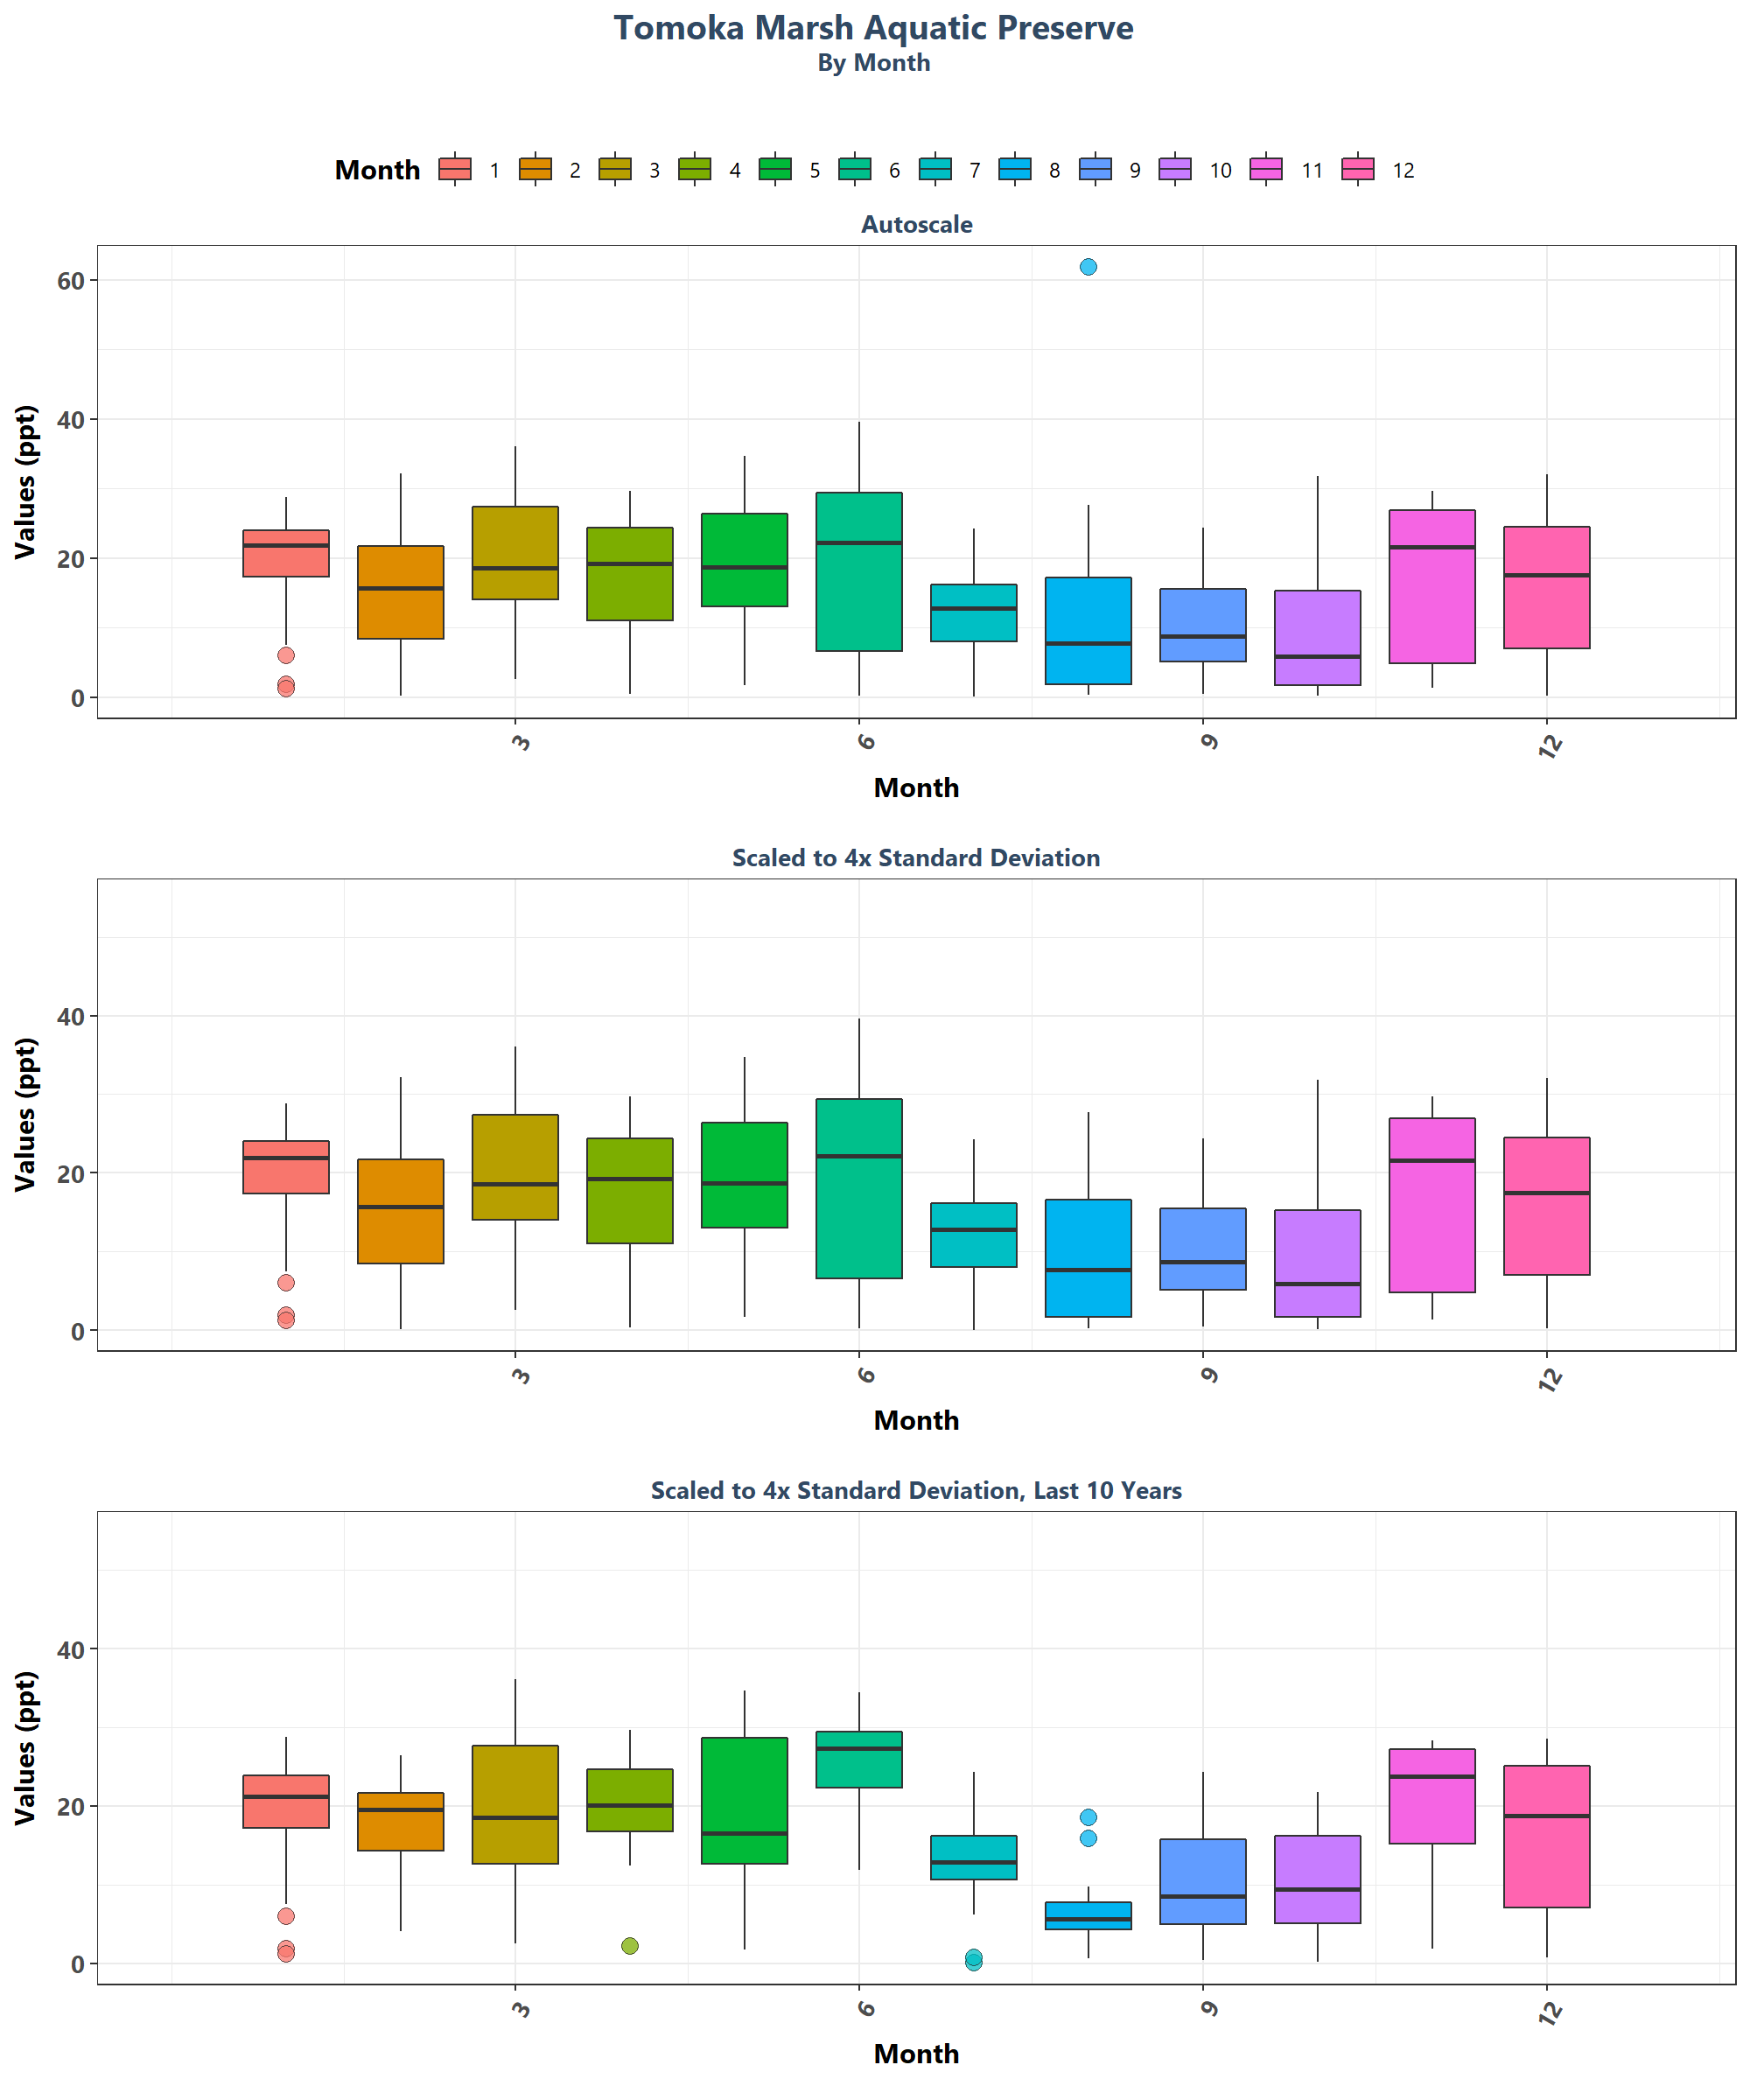 Tomoka Marsh Aquatic Preserve
By Month
Month 1 2 3 4 5 6 7 8 9 10 11 12
Autoscale
Values (ppt)
60
40
20
0
3 6 9 12
Month
Scaled to 4x Standard Deviation
Values (ppt)
40
20
0
3 6 9 12
Month
Scaled to 4x Standard Deviation, Last 10 Years
Values (ppt)
40
20
0
3 6 9 12
Month